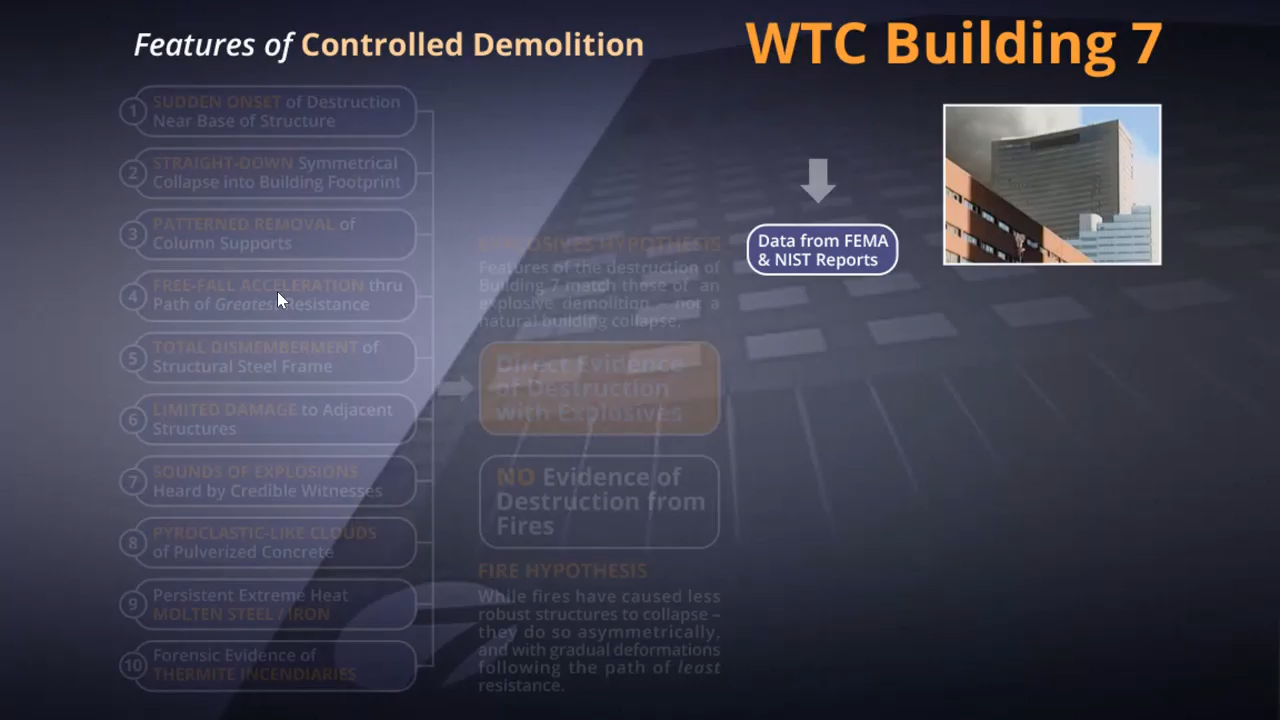 Features of Controlled Demolition
WTC Building 7
1 SUDDEN ONSET of Destruction
Near Base of Structure
2 STRAIGHT-DOWN Symmetrical
Collapse into Building Footprint
3 PATTERNED REMOVAL of
Column Supports
4 FREE-FALL ACCELERATION thru
Path of Greatest Resistance
5 TOTAL DISMEMBERMENT of
Structural Steel Frame
6 LIMITED DAMAGE to Adjacent
Structures
7 SOUNDS OF EXPLOSIONS
Heard by Credible Witnesses
8 PYROCLASTIC-LIKE CLOUDS
of Pulverized Concrete
9 Persistent Extreme Heat
MOLTEN STEEL / IRON
10 Forensic Evidence of
THERMITE INCENDIARIES
EXPLOSIVES HYPOTHESIS
Features of the destruction of
Building 7 match those of an
explosive demolition – not a
natural building collapse.
Direct Evidence
of Destruction
with Explosives
NO Evidence of
Destruction from
Fires
FIRE HYPOTHESIS
While fires have caused less
robust structures to collapse –
they do so asymmetrically,
and with gradual deformations
following the path of least
resistance.
Data from FEMA
& NIST Reports